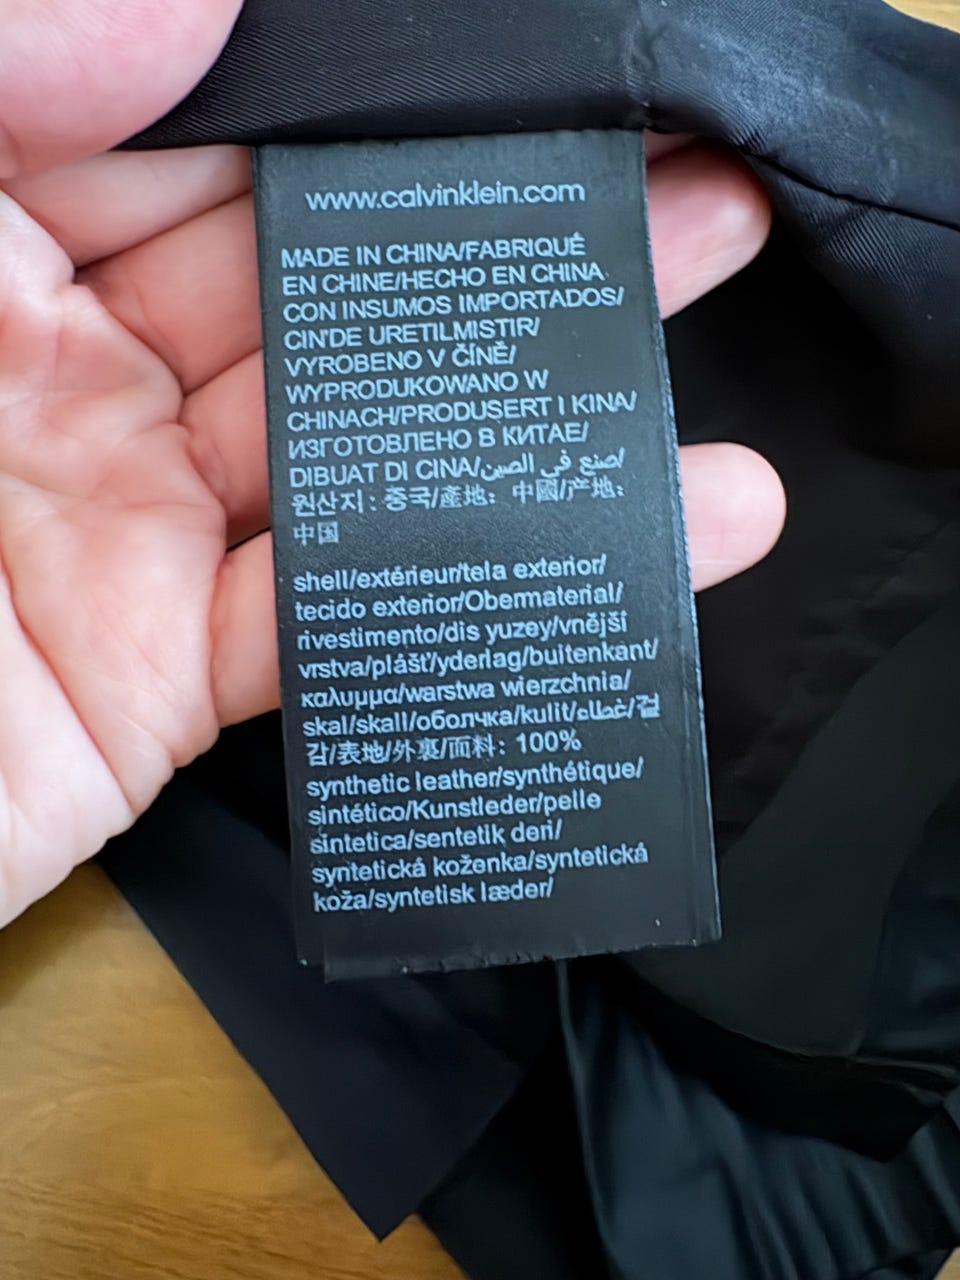 www.calvinklein.com
MADE IN CHINA/FABRIQUÉ
EN CHINE/HECHO EN CHINA
CON INSUMOS IMPORTADOS/
CIN'DE URETILMISTIR/
VYROBENO V ČÍNĚ/
WYPRODUKOWANO W
CHINACH/PRODUSERT I KINA/
ИЗГОТОВЛЕНО В КИТАЕ/
DIBUAT DI CINA/صنع في الصين/
원산지: 중국/產地: 中國/产地:
中国
shell/extérieur/tela exterior/
tecido exterior/Obermaterial/
rivestimento/dis yuzey/vnější
vrstva/plášť/yderlag/buitenkant/
καλυμμα/warstwa wierzchnia/
skal/skall/оболчка/kulit/غطاء/겉
감/表地/外裏/面料: 100%
synthetic leather/synthétique/
sintético/Kunstleder/pelle
sintetica/sentetik deri/
syntetická koženka/syntetická
koža/syntetisk læder/